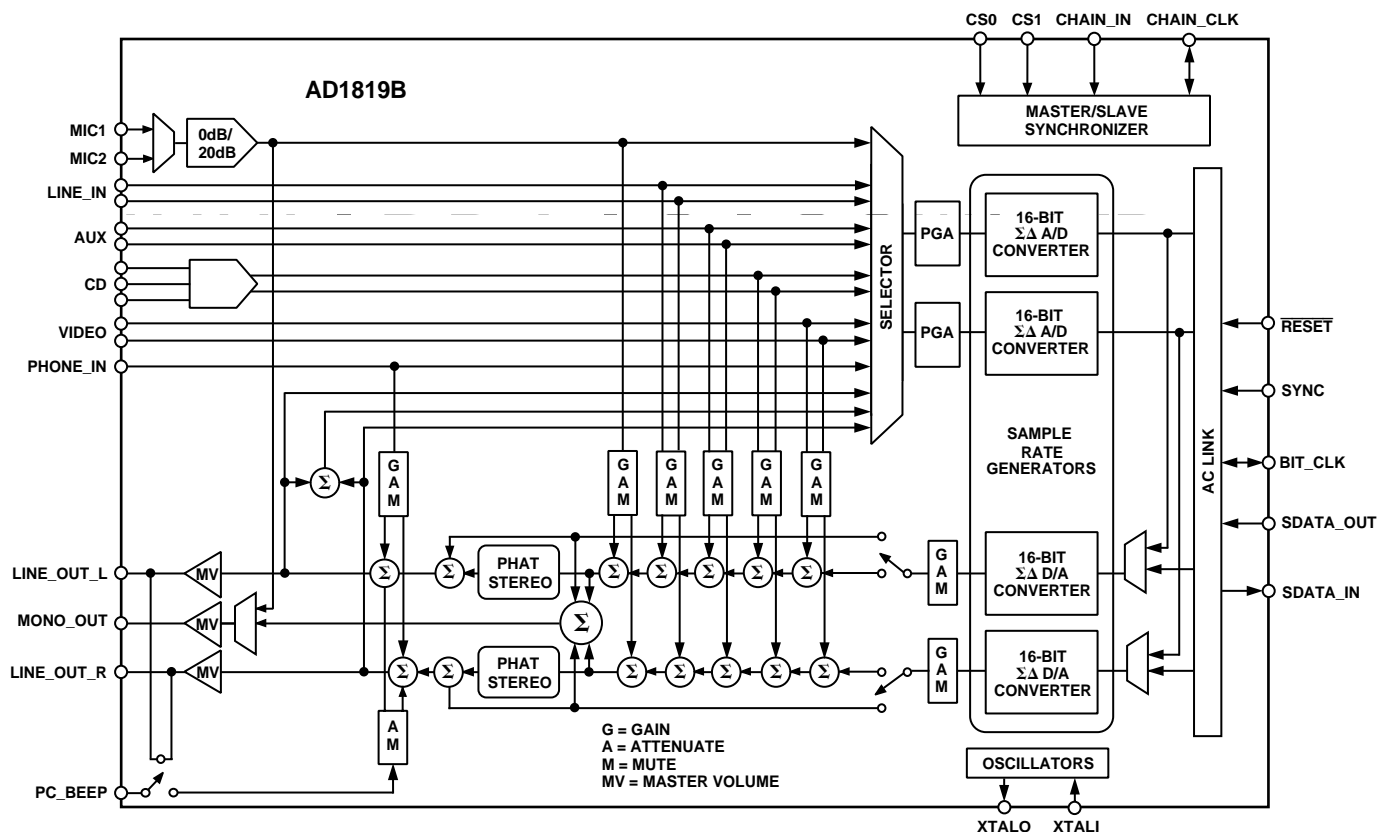 CS0 CS1 CHAIN_IN CHAIN_CLK
AD1819B
MASTER/SLAVE
SYNCHRONIZER
MIC1
MIC2
0dB/
20dB
LINE_IN
AUX
CD
VIDEO
PHONE_IN
SELECTOR
PGA
PGA
16-BIT
ΣΔ A/D
CONVERTER
16-BIT
ΣΔ A/D
CONVERTER
SAMPLE
RATE
GENERATORS
AC LINK
RESET
SYNC
BIT_CLK
SDATA_OUT
SDATA_IN
Σ
G
A
M
G
A
M
G
A
M
G
A
M
G
A
M
G
A
M
LINE_OUT_L
MV
Σ
Σ
PHAT
STEREO
Σ
Σ
Σ
Σ
Σ
G
A
M
16-BIT
ΣΔ D/A
CONVERTER
MONO_OUT
MV
Σ
LINE_OUT_R
MV
Σ
Σ
PHAT
STEREO
Σ
Σ
Σ
Σ
Σ
G
A
M
16-BIT
ΣΔ D/A
CONVERTER
A
M
G = GAIN
A = ATTENUATE
M = MUTE
MV = MASTER VOLUME
PC_BEEP
OSCILLATORS
XTALO XTALI